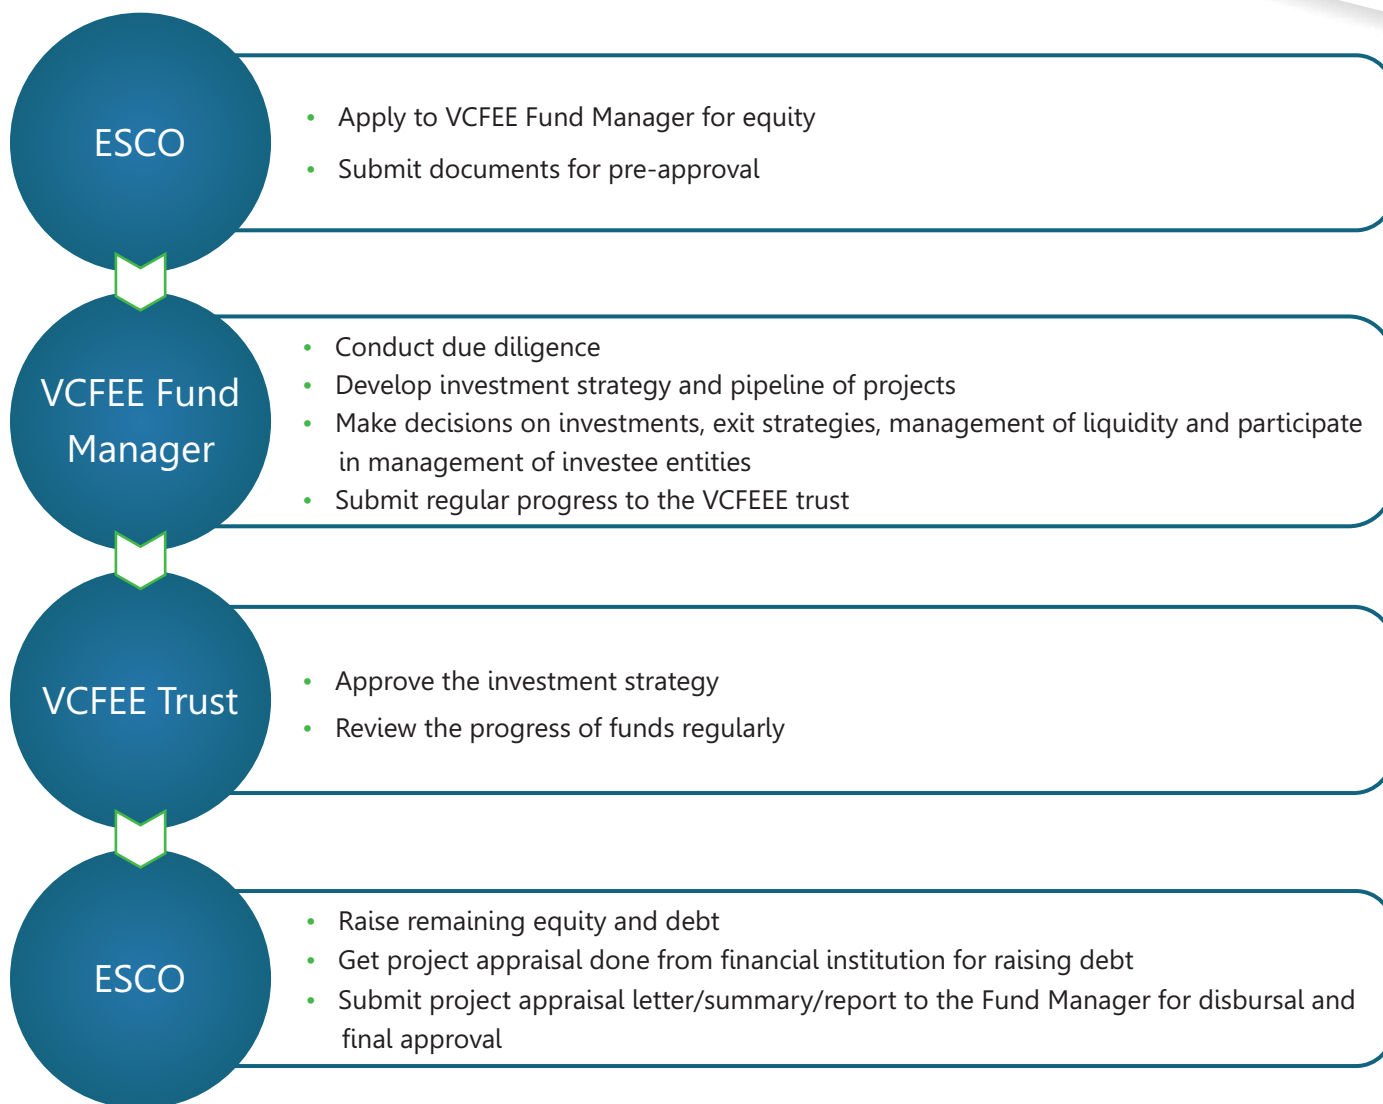 ESCO
• Apply to VCFEE Fund Manager for equity
• Submit documents for pre-approval
VCFEE Fund
Manager
• Conduct due diligence
• Develop investment strategy and pipeline of projects
• Make decisions on investments, exit strategies, management of liquidity and participate
in management of investee entities
• Submit regular progress to the VCFEEE trust
VCFEE Trust
• Approve the investment strategy
• Review the progress of funds regularly
ESCO
• Raise remaining equity and debt
• Get project appraisal done from financial institution for raising debt
• Submit project appraisal letter/summary/report to the Fund Manager for disbursal and
final approval